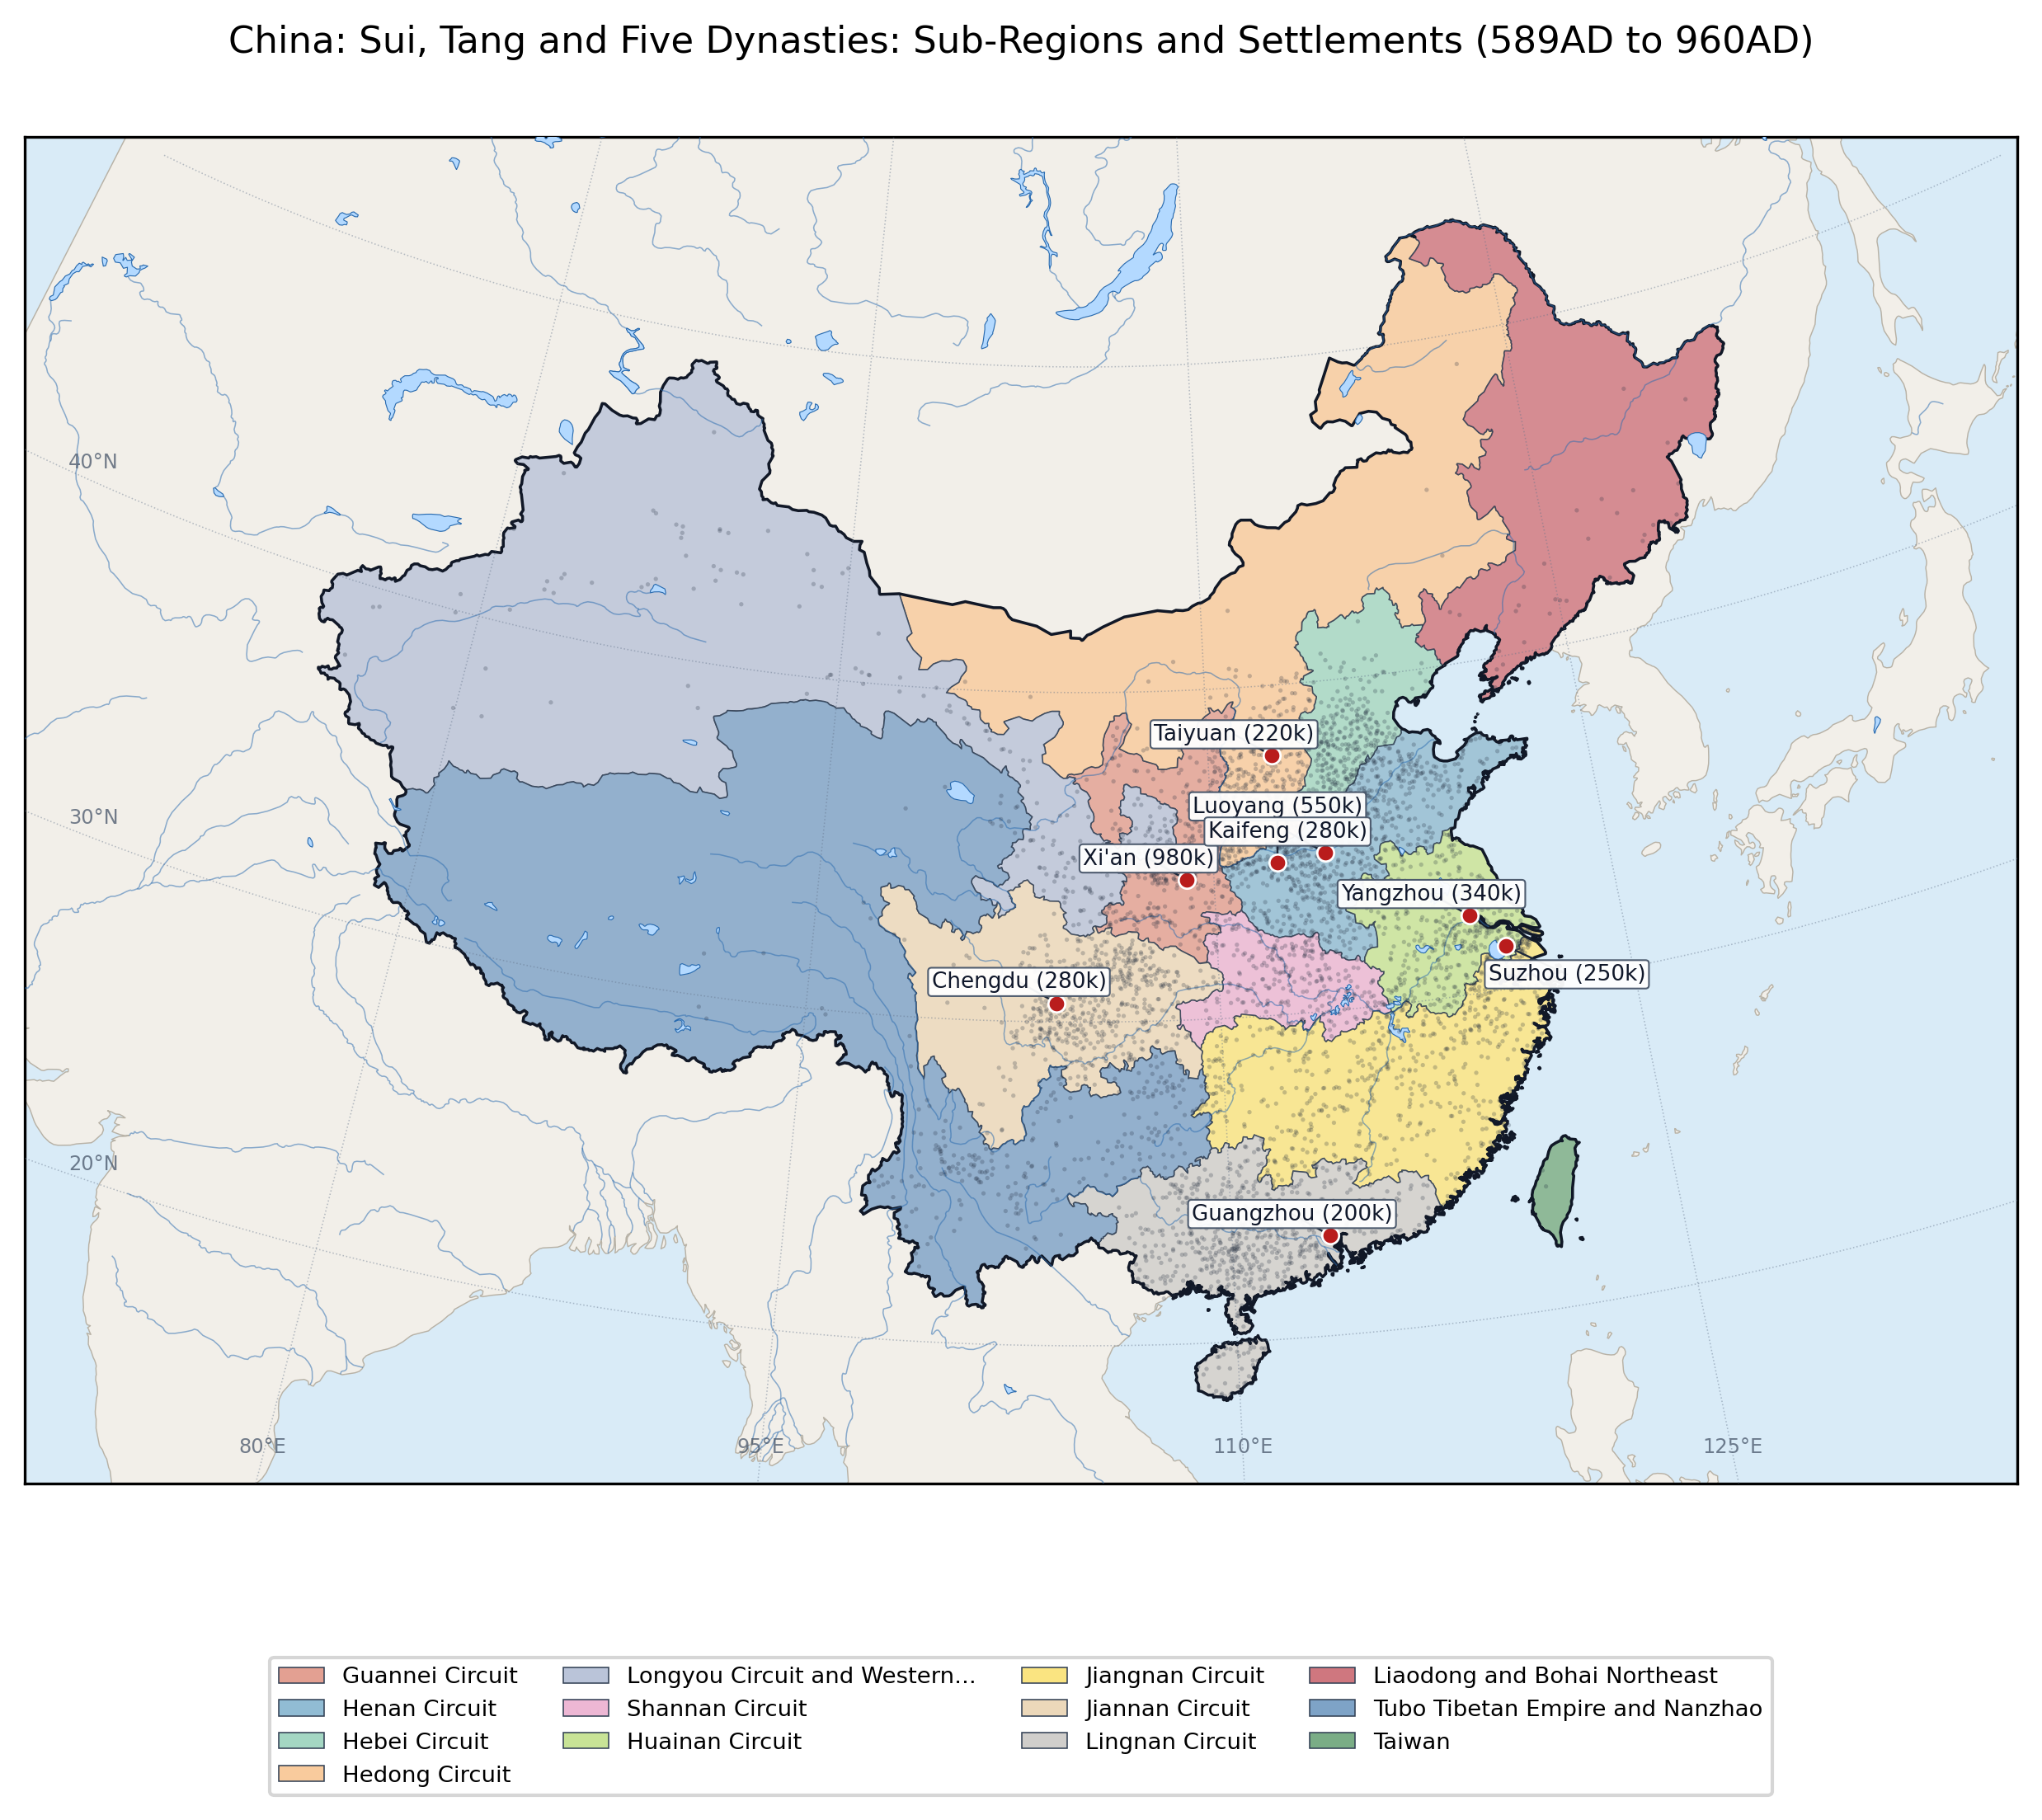 China: Sui, Tang and Five Dynasties: Sub-Regions and Settlements (589AD to 960AD)
40°N
Taiyuan (220k)
Luoyang (550k)
30°N
Kaifeng (280k)
Xi'an (980k)
Yangzhou (340k)
Suzhou (250k)
Chengdu (280k)
20°N
Guangzhou (200k)
80°E
95°E
110°E
125°E
Guannei Circuit
Henan Circuit
Hebei Circuit
Hedong Circuit
Longyou Circuit and Western...
Shannan Circuit
Huainan Circuit
Jiangnan Circuit
Jiannan Circuit
Lingnan Circuit
Liaodong and Bohai Northeast
Tubo Tibetan Empire and Nanzhao
Taiwan